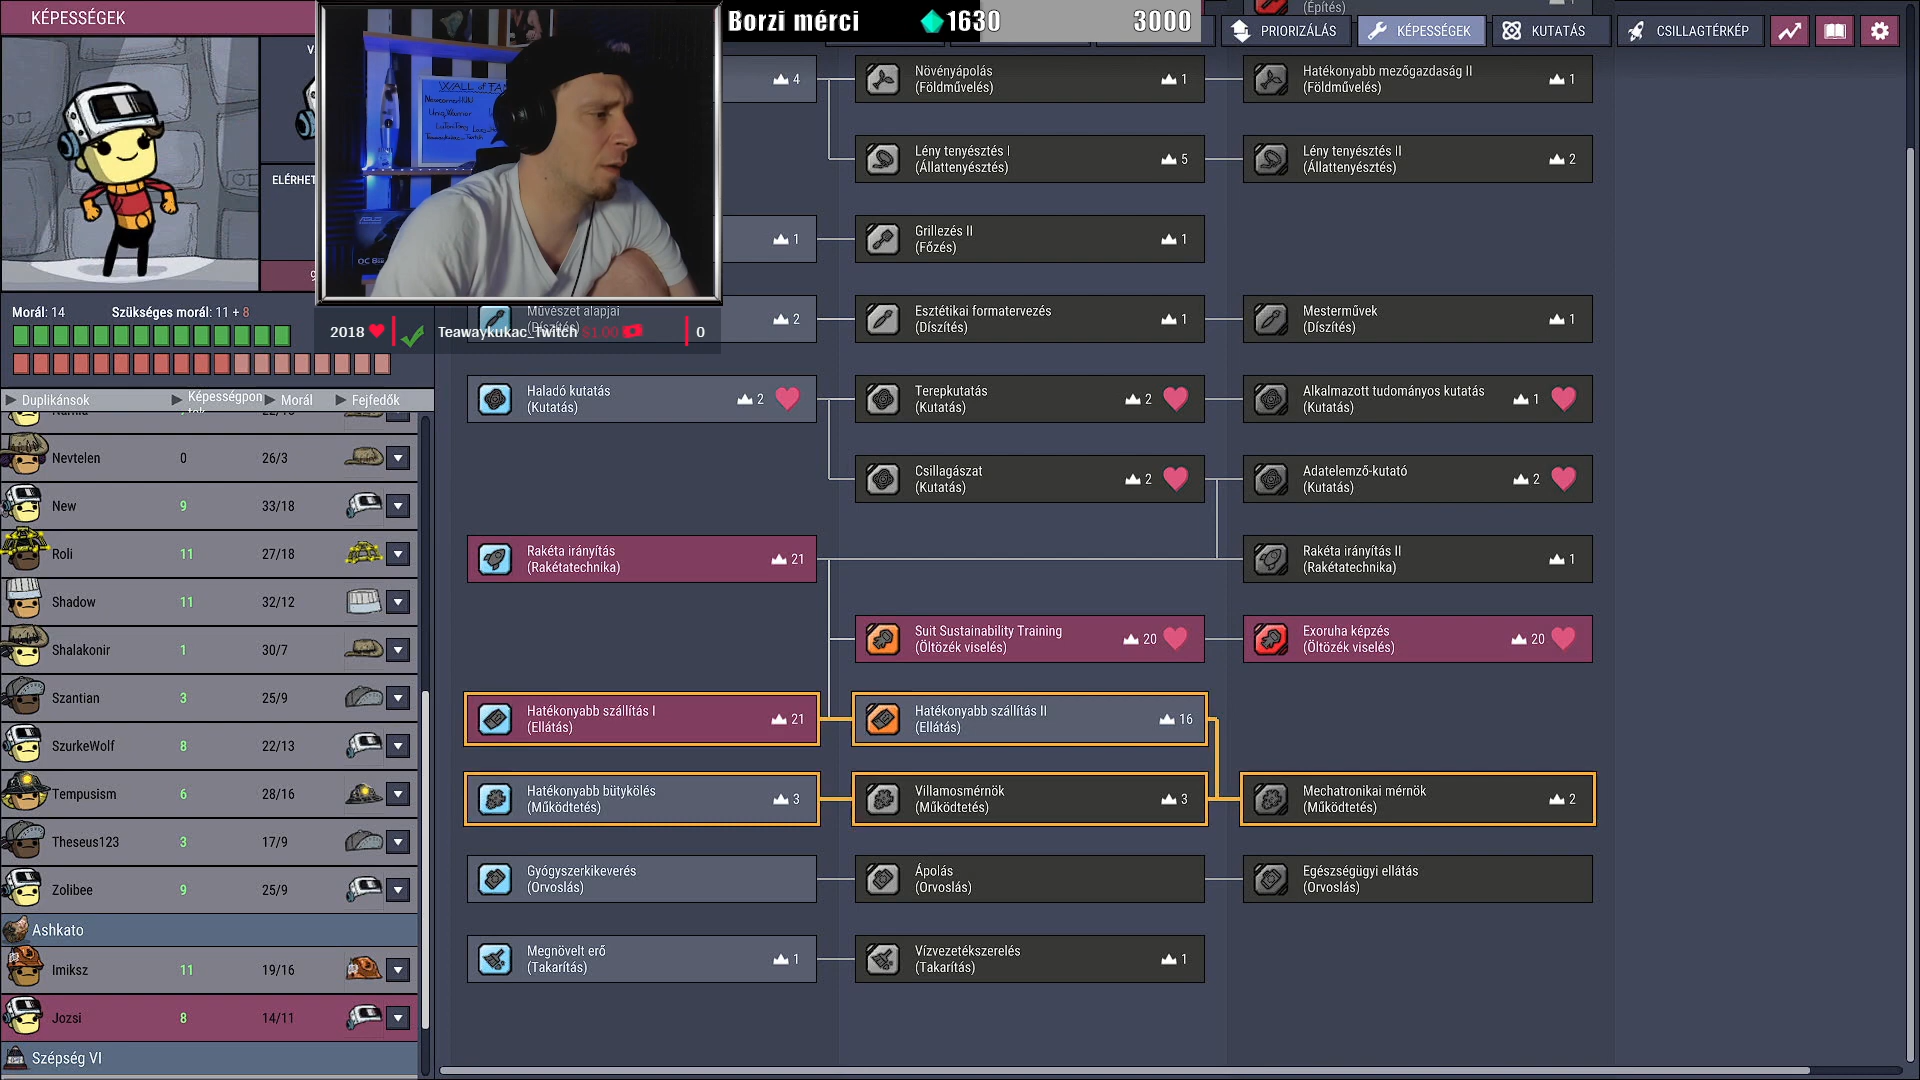 KÉPESSÉGEK
Borzi mérci
1630
3000
(Építés)
1
PRIORIZÁLÁS
KÉPESSÉGEK
KUTATÁS
CSILLAGTÉRKÉP
4
Növényápolás
(Földművelés)
1
Hatékonyabb mezőgazdaság II
(Földművelés)
1
Lény tenyésztés I
(Állattenyésztés)
5
Lény tenyésztés II
(Állattenyésztés)
2
WALL of
1
Grillezés II
(Főzés)
1
Művészet alapjai
(Díszítés)
2
Esztétikai formatervezés
(Díszítés)
1
Mesterművek
(Díszítés)
1
Morál: 14
Szükséges morál: 11 + 8
2018
Teawaykukac_Twitch $1.00
0
Duplikánsok
Képességpon
tok
Morál
Fejfedők
Haladó kutatás
(Kutatás)
2
Terepkutatás
(Kutatás)
2
Alkalmazott tudományos kutatás
(Kutatás)
1
Nevtelen 0 26/3
New 9 33/18
Roli 11 27/18
Shadow 11 32/12
Shalakonir 1 30/7
Szantian 3 25/9
SzurkeWolf 8 22/13
Tempusism 6 28/16
Theseus123 3 17/9
Zolibee 9 25/9
Ashkato
Imiksz 11 19/16
Jozsi 8 14/11
Szépség VI
Csillagászat
(Kutatás)
2
Adatelemző-kutató
(Kutatás)
2
Rakéta irányítás
(Rakétatechnika)
21
Rakéta irányítás II
(Rakétatechnika)
1
Suit Sustainability Training
(Öltözék viselés)
20
Exoruha képzés
(Öltözék viselés)
20
Hatékonyabb szállítás I
(Ellátás)
21
Hatékonyabb szállítás II
(Ellátás)
16
Hatékonyabb bütykölés
(Működtetés)
3
Villamosmérnök
(Működtetés)
3
Mechatronikai mérnök
(Működtetés)
2
Gyógyszerkikeverés
(Orvoslás)
Ápolás
(Orvoslás)
Egészségügyi ellátás
(Orvoslás)
Megnövelt erő
(Takarítás)
1
Vízvezetékszerelés
(Takarítás)
1